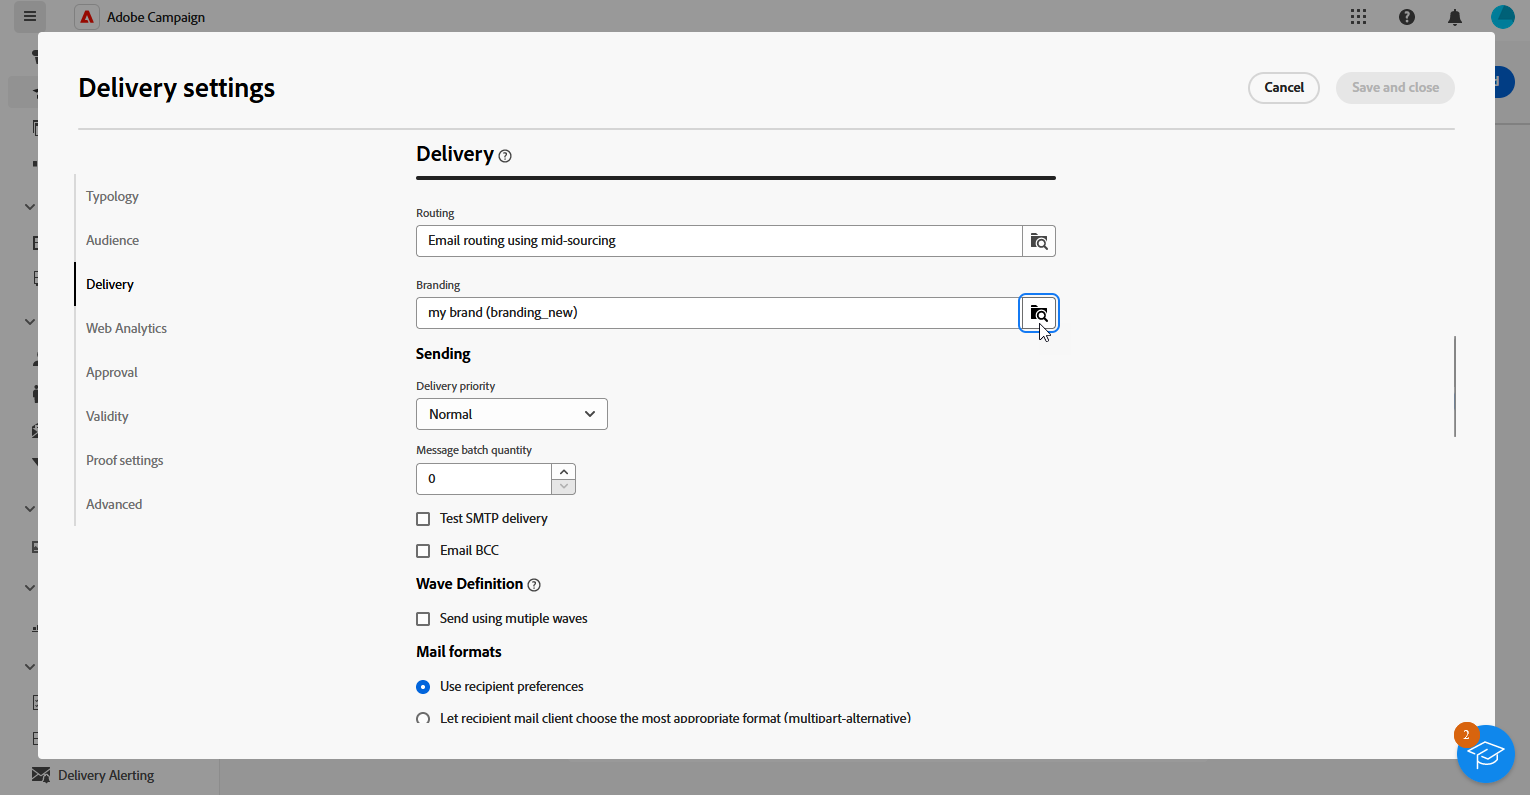 Adobe Campaign
Delivery settings
Cancel
Save and close
Typology
Audience
Delivery
Web Analytics
Approval
Validity
Proof settings
Advanced
Delivery
Routing
Email routing using mid-sourcing
Branding
my brand (branding_new)
Sending
Delivery priority
Normal
Message batch quantity
0
Test SMTP delivery
Email BCC
Wave Definition
Send using mutiple waves
Mail formats
Use recipient preferences
Let recipient mail client choose the most appropriate format (multipart-alternative)
2
Delivery Alerting